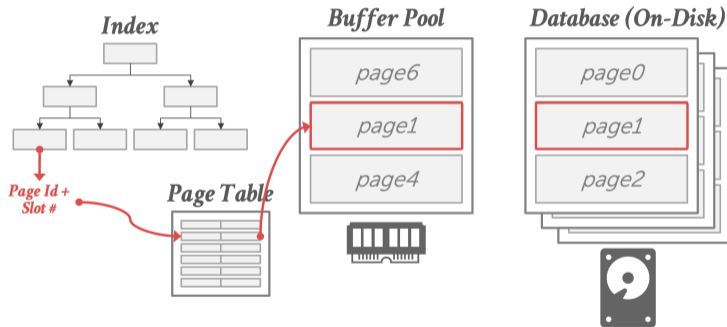 Index
Buffer Pool
Database (On-Disk)
page6
page0
page1
page1
page4
page2
Page Id +
Slot #
Page Table